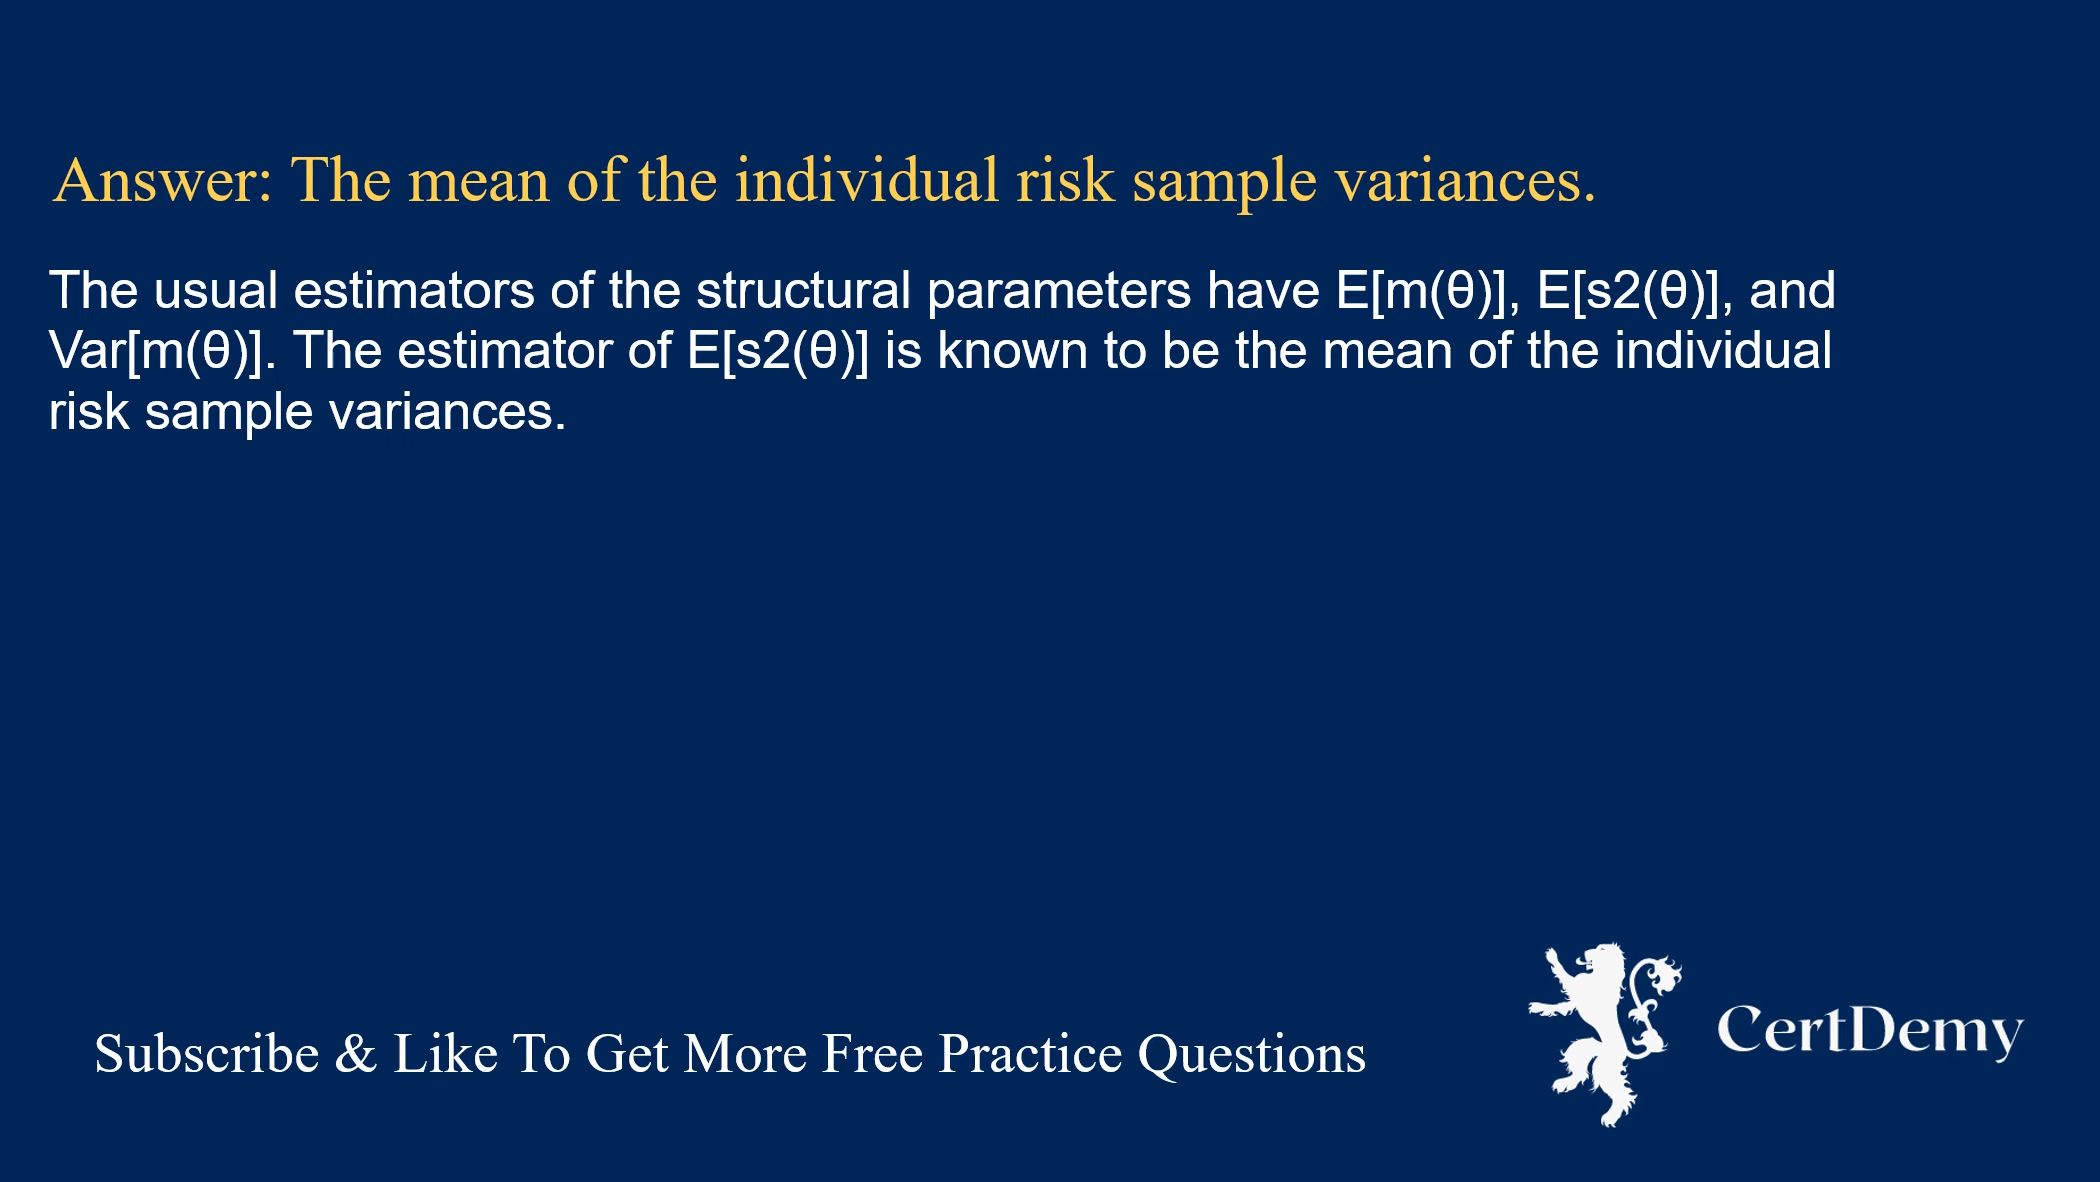 Answer: The mean of the individual risk sample variances.
The usual estimators of the structural parameters have E[m(θ)], E[s2(θ)], and
Var[m(θ)]. The estimator of E[s2(θ)] is known to be the mean of the individual
risk sample variances.
Subscribe & Like To Get More Free Practice Questions
CertDemy